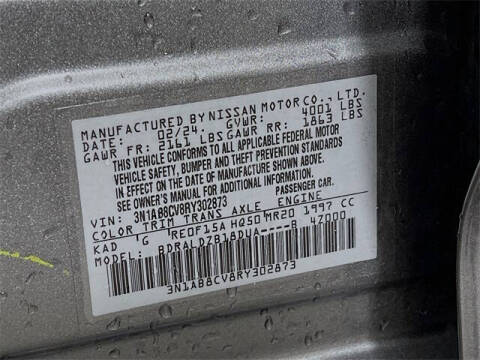 MANUFACTURED BY NISSAN MOTOR CO., LTD.
DATE: 02/24. GVWR: 4001 LBS
GAWR FR: 2161 LBS GAWR RR: 1863 LBS
THIS VEHICLE CONFORMS TO ALL APPLICABLE FEDERAL MOTOR
VEHICLE SAFETY, BUMPER AND THEFT PREVENTION STANDARDS
IN EFFECT ON THE DATE OF MANUFACTURE SHOWN ABOVE.
SEE OWNER'S MANUAL FOR ADDITIONAL INFORMATION.
VIN: 3N1AB8CV8RY302873 PASSENGER CAR.
COLOR TRIM TRANS AXLE ENGINE
KAD G RE0F15A HQ50 MR20 1997 CC
MODEL: BDRALDZB18DUA----B 4Z000
3N1AB8CV8RY302873